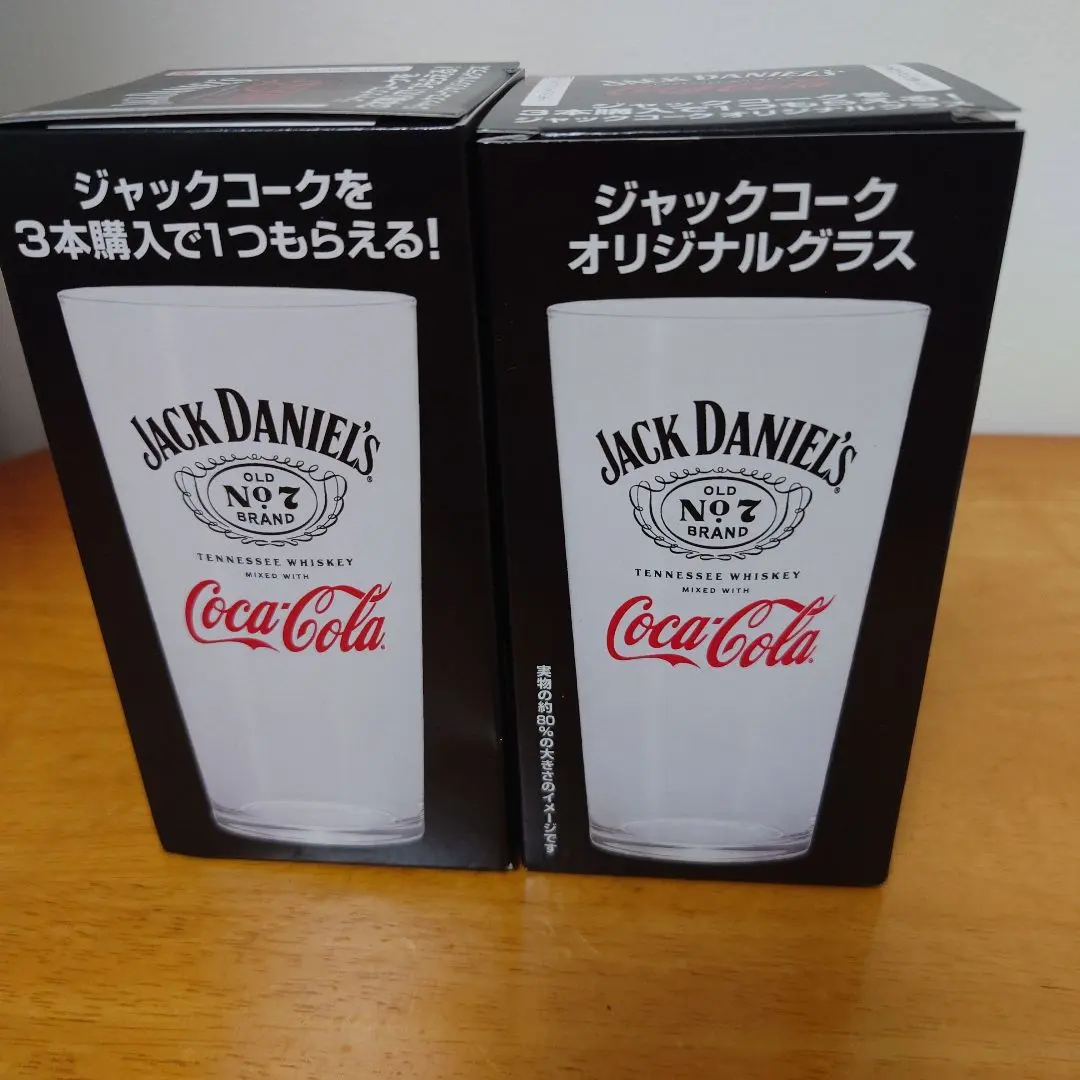 ジャックコークを
3本購入で1つもらえる!
JACK DANIEL'S
OLD
No 7
BRAND
TENNESSEE WHISKEY
MIXED WITH
Coca-Cola
JACK DANIEL'S
ジャックコーク
オリジナルグラス
JACK DANIEL'S
OLD
No 7
BRAND
TENNESSEE WHISKEY
MIXED WITH
Coca-Cola
実物の約80%の大きさのイメージです